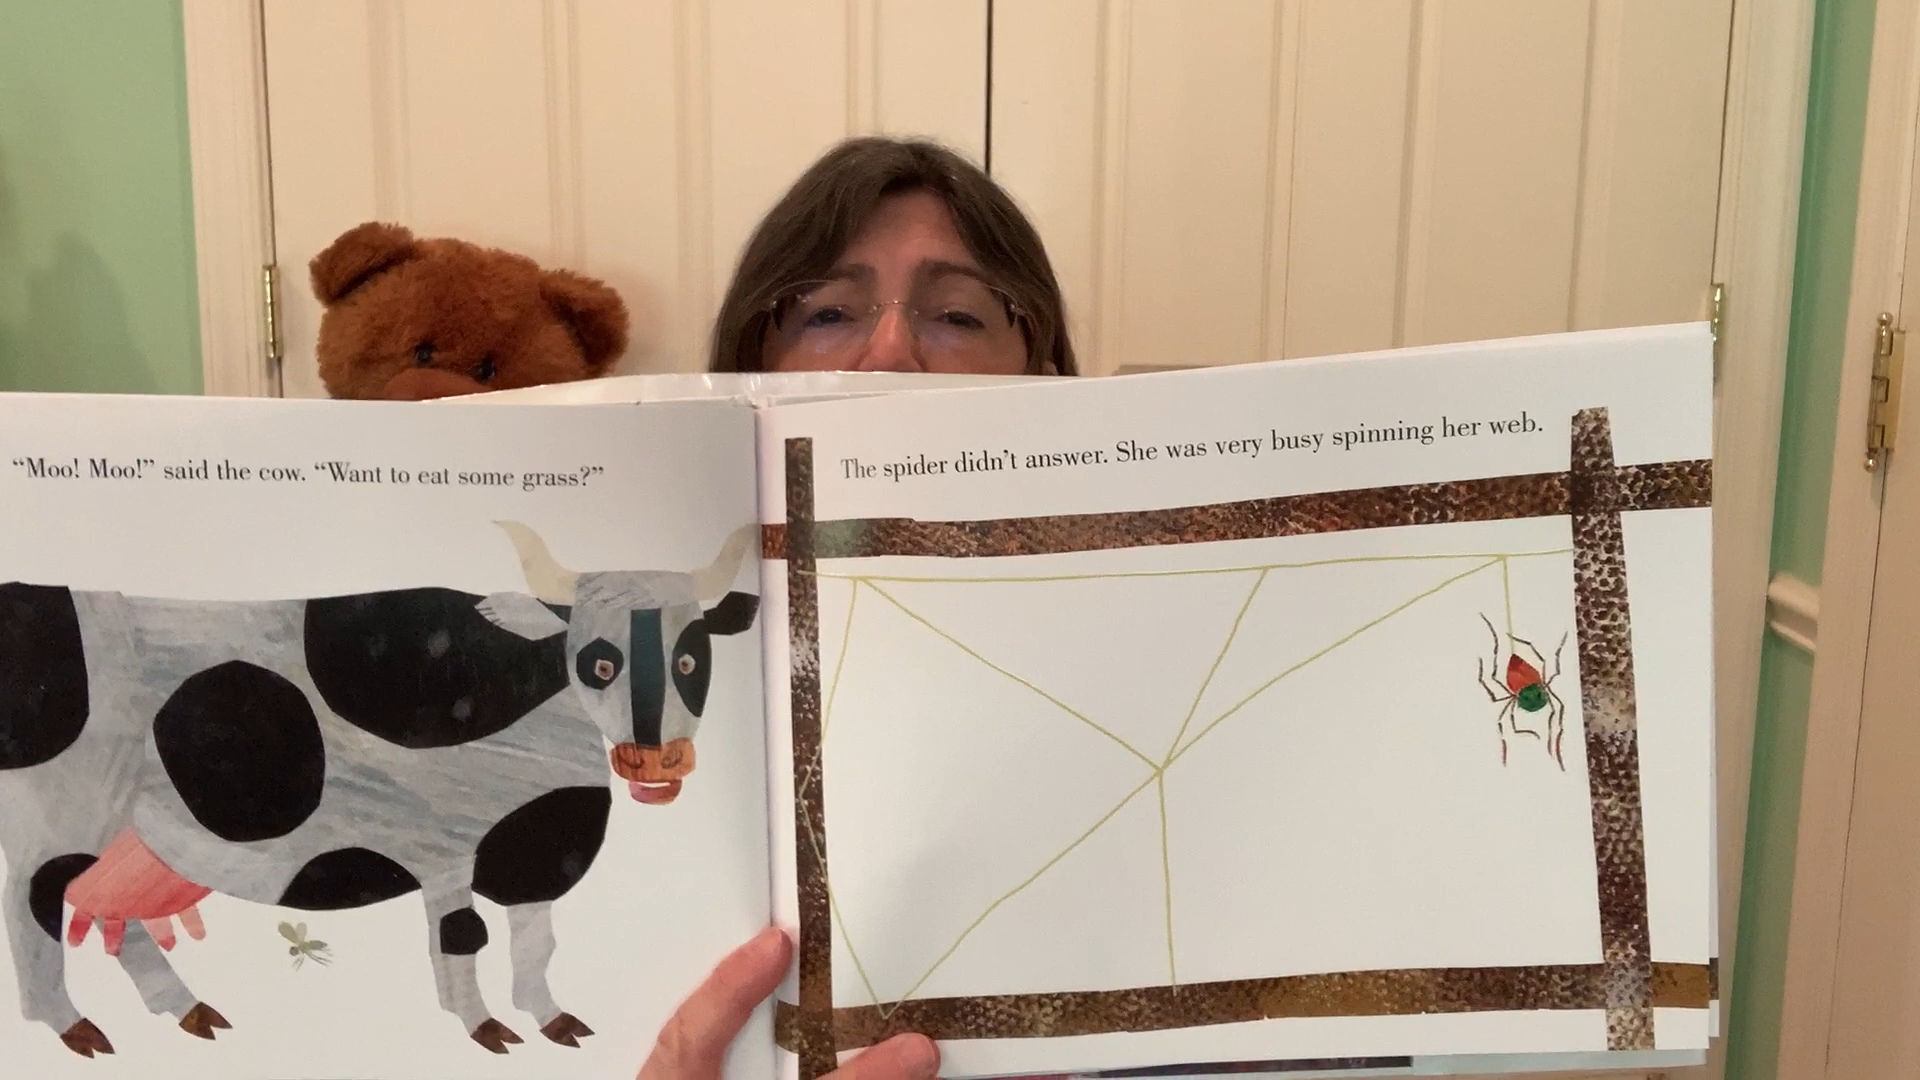 “Moo! Moo!” said the cow. “Want to eat some grass?”
The spider didn’t answer. She was very busy spinning her web.